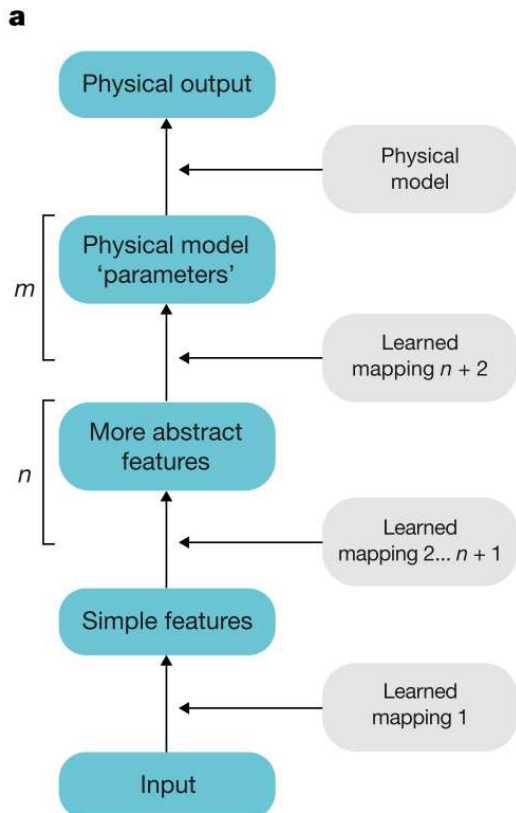 a
Physical output
Physical
model
Physical model
‘parameters’
m
Learned
mapping n + 2
More abstract
features
n
Learned
mapping 2... n + 1
Simple features
Learned
mapping 1
Input